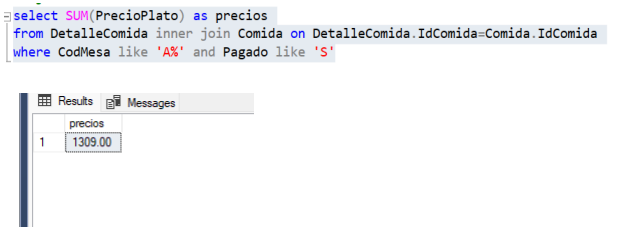 select SUM(PrecioPlato) as precios
from DetalleComida inner join Comida on DetalleComida.IdComida=Comida.IdComida
where CodMesa like 'A%' and Pagado like 'S'
Results Messages
precios
1 1309.00